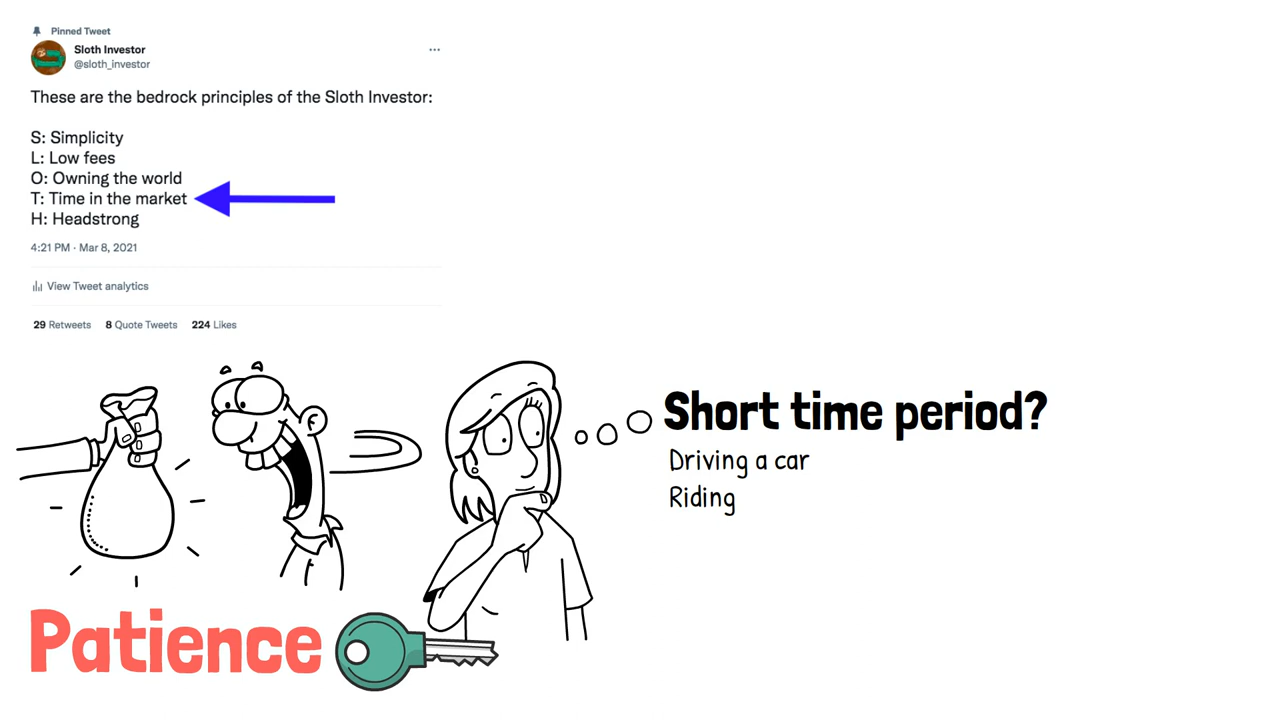 Pinned Tweet
Sloth Investor
@sloth_investor
These are the bedrock principles of the Sloth Investor:
S: Simplicity
L: Low fees
O: Owning the world
T: Time in the market
H: Headstrong
4:21 PM · Mar 8, 2021
View Tweet analytics
29 Retweets 8 Quote Tweets 224 Likes
Short time period?
Driving a car
Riding
Patience